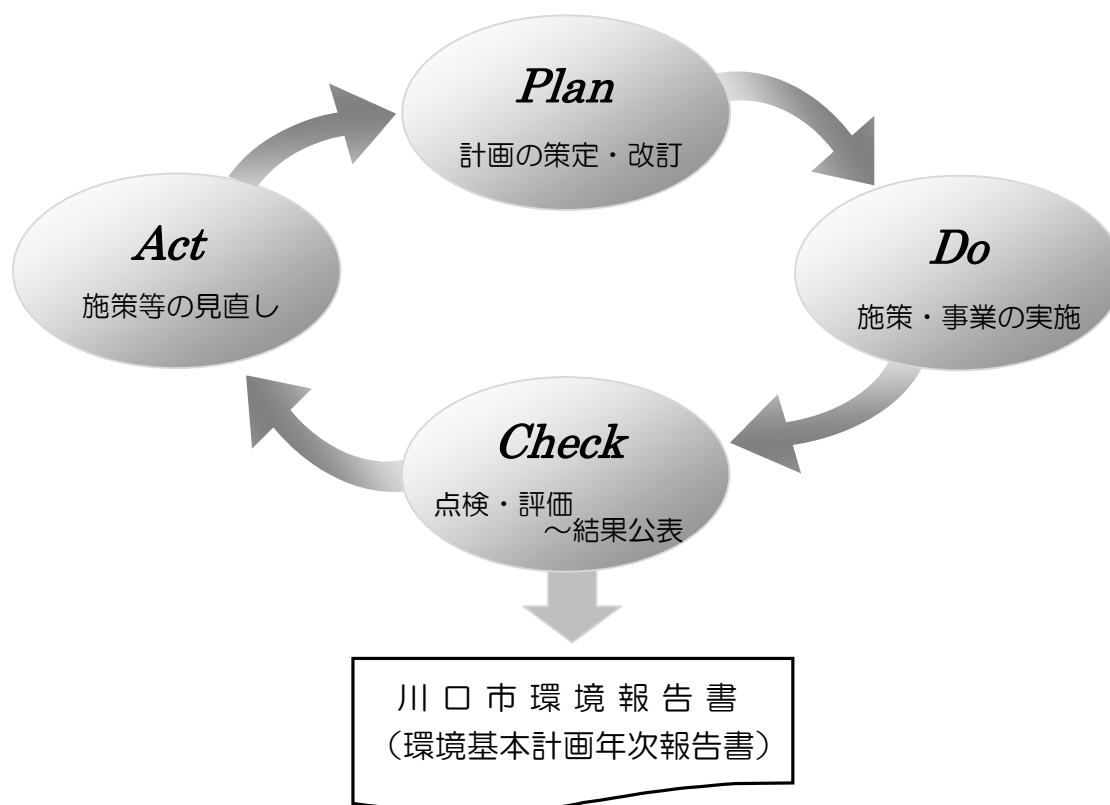 Plan
計画の策定・改訂
Act
施策等の見直し
Do
施策・事業の実施
Check
点検・評価
～結果公表
川口市環境報告書
（環境基本計画年次報告書）